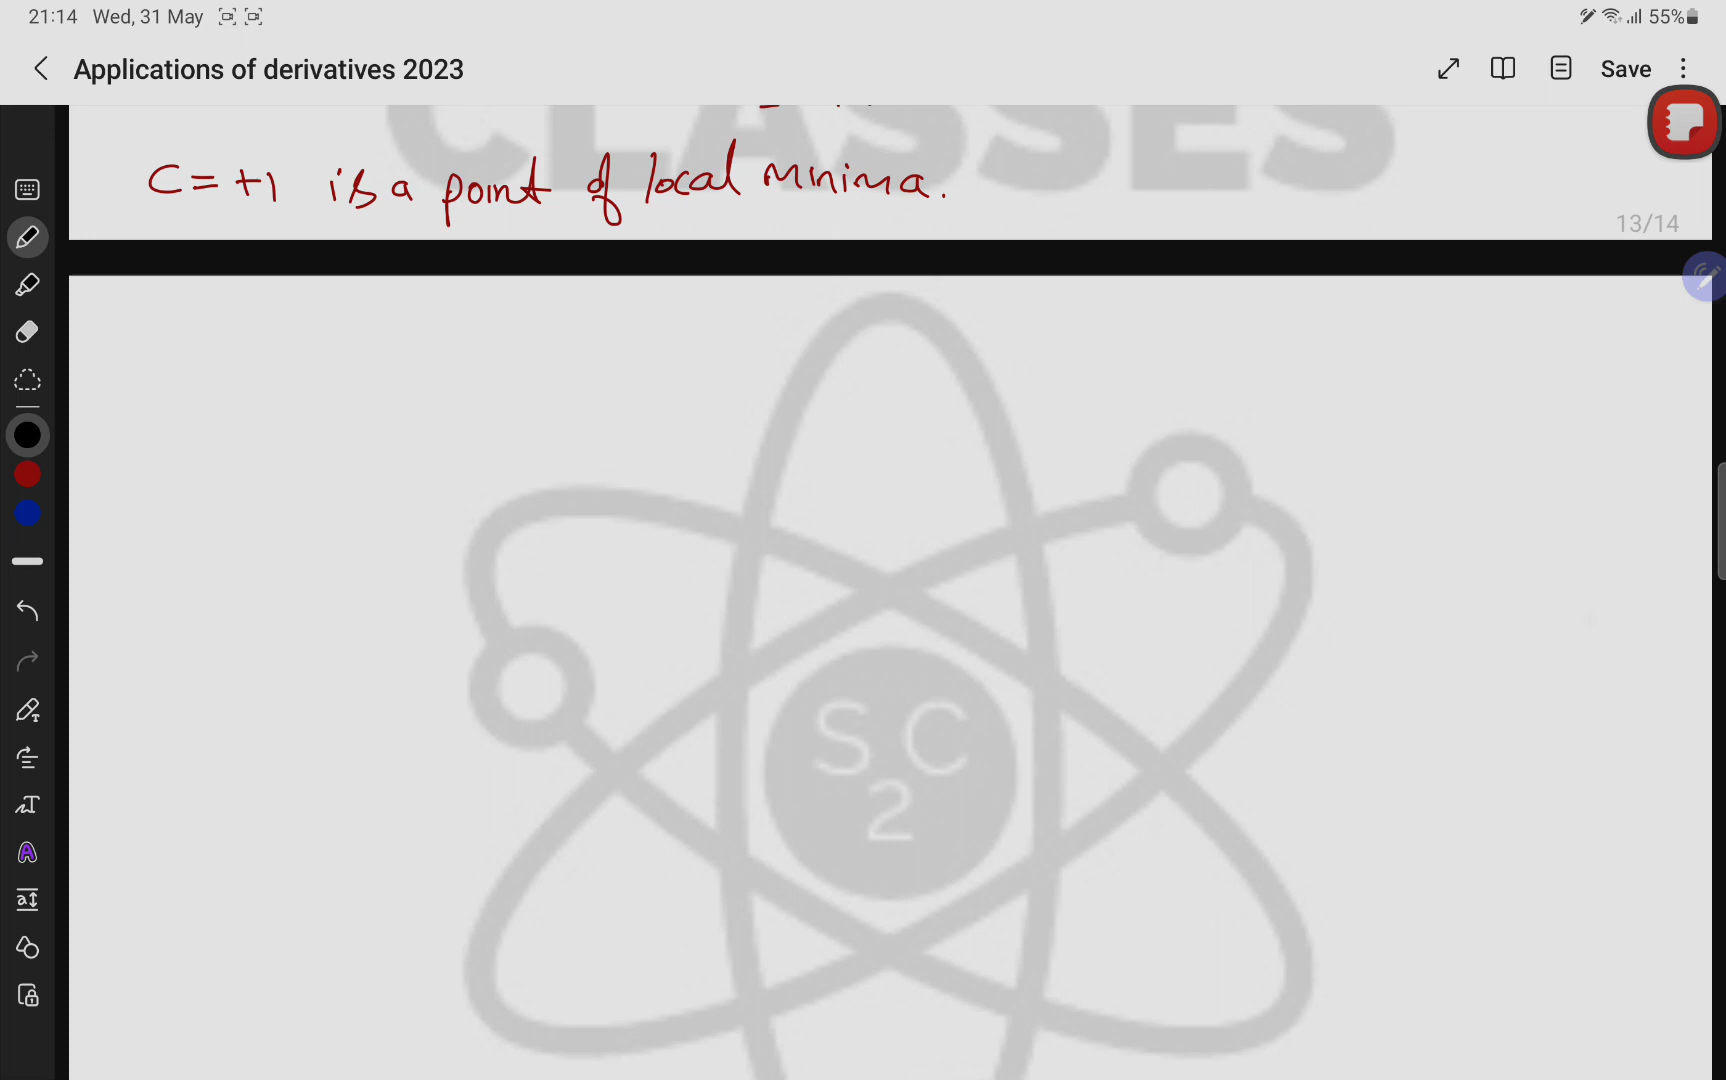 21:14 Wed, 31 May 55%
Applications of derivatives 2023 Save
CLASSES
C = +1 is a point of local minima.
13/14
S C
2